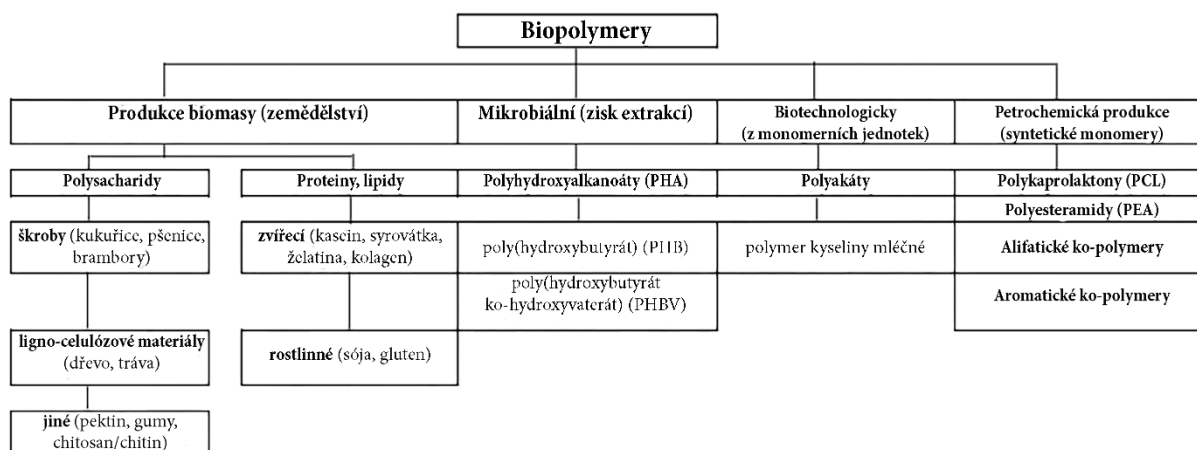 Biopolymery
Produkce biomasy (zemědělství)
Mikrobiální (zisk extrakcí)
Biotechnologicky
(z monomerních jednotek)
Petrochemická produkce
(syntetické monomery)
Polysacharidy
Proteiny, lipidy
Polyhydroxyalkanoáty (PHA)
Polyakáty
Polykaprolaktony (PCL)
Polyesteramidy (PEA)
škroby (kukuřice, pšenice,
brambory)
zvířecí (kasein, syrovátka,
želatina, kolagen)
poly(hydroxybutyrát) (PHB)
polymer kyseliny mléčné
Alifatické ko-polymery
poly(hydroxybutyrát
ko-hydroxyvaterát) (PHBV)
Aromatické ko-polymery
ligno-celulózové materiály
(dřevo, tráva)
rostlinné (sója, gluten)
jiné (pektin, gumy,
chitosan/chitin)